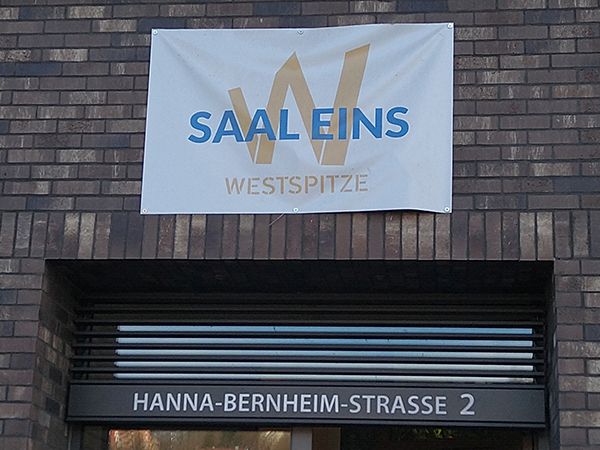 W
SAAL EINS
WESTSPITZE
HANNA-BERNHEIM-STRASSE 2